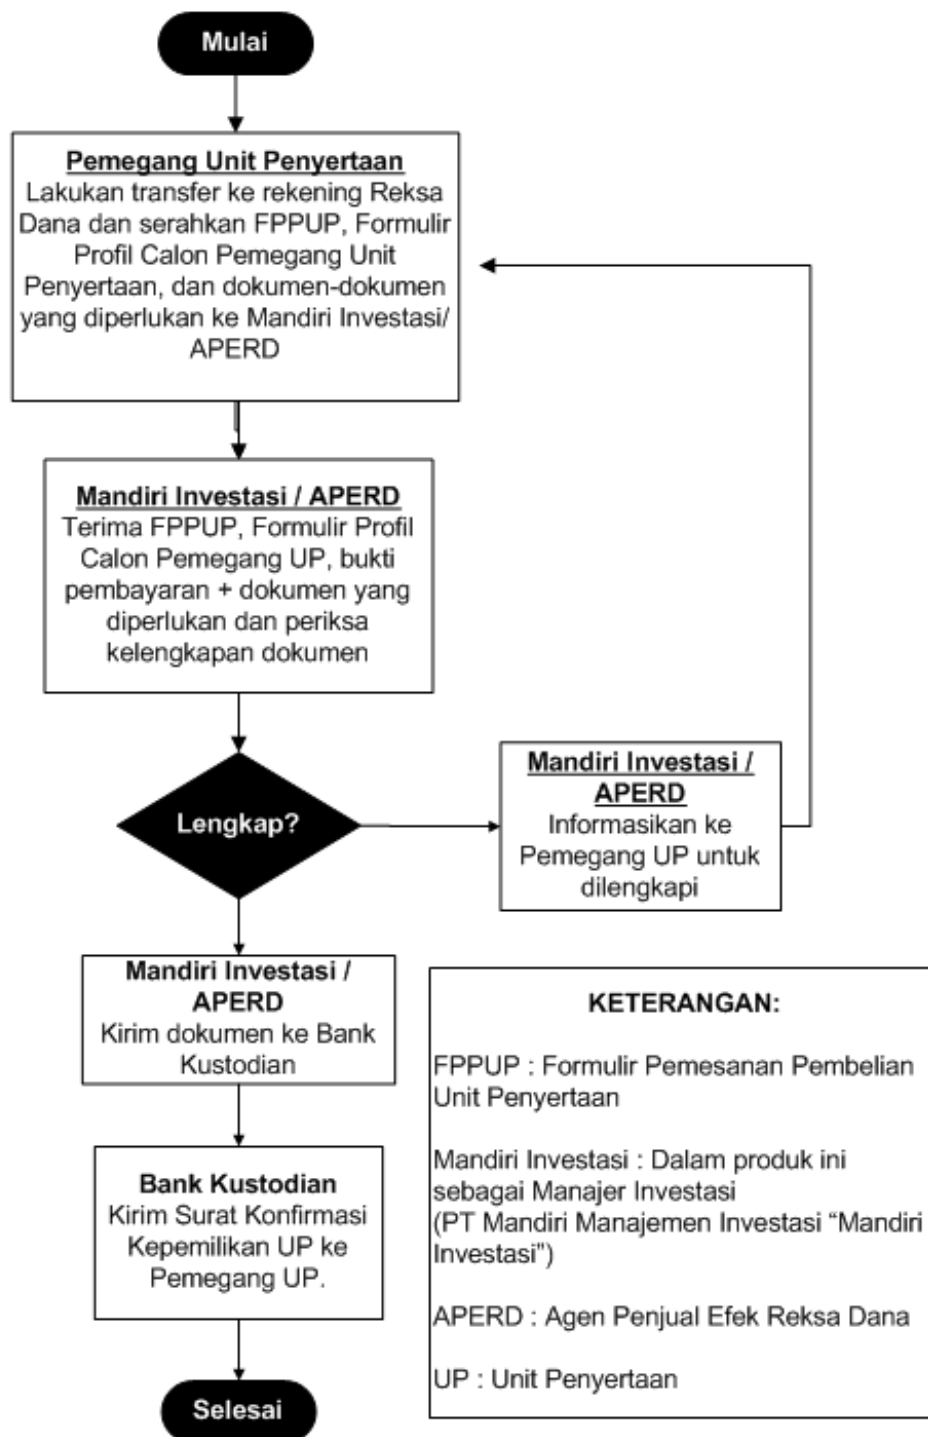 Mulai
Pemegang Unit Penyertaan
Lakukan transfer ke rekening Reksa
Dana dan serahkan FPPUP, Formulir
Profil Calon Pemegang Unit
Penyertaan, dan dokumen-dokumen
yang diperlukan ke Mandiri Investasi/
APERD
Mandiri Investasi / APERD
Terima FPPUP, Formulir Profil
Calon Pemegang UP, bukti
pembayaran + dokumen yang
diperlukan dan periksa
kelengkapan dokumen
Lengkap?
Mandiri Investasi /
APERD
Informasikan ke
Pemegang UP untuk
dilengkapi
Mandiri Investasi /
APERD
Kirim dokumen ke Bank
Kustodian
Bank Kustodian
Kirim Surat Konfirmasi
Kepemilikan UP ke
Pemegang UP.
Selesai
KETERANGAN:
FPPUP : Formulir Pemesanan Pembelian
Unit Penyertaan
Mandiri Investasi : Dalam produk ini
sebagai Manajer Investasi
(PT Mandiri Manajemen Investasi “Mandiri
Investasi”)
APERD : Agen Penjual Efek Reksa Dana
UP : Unit Penyertaan